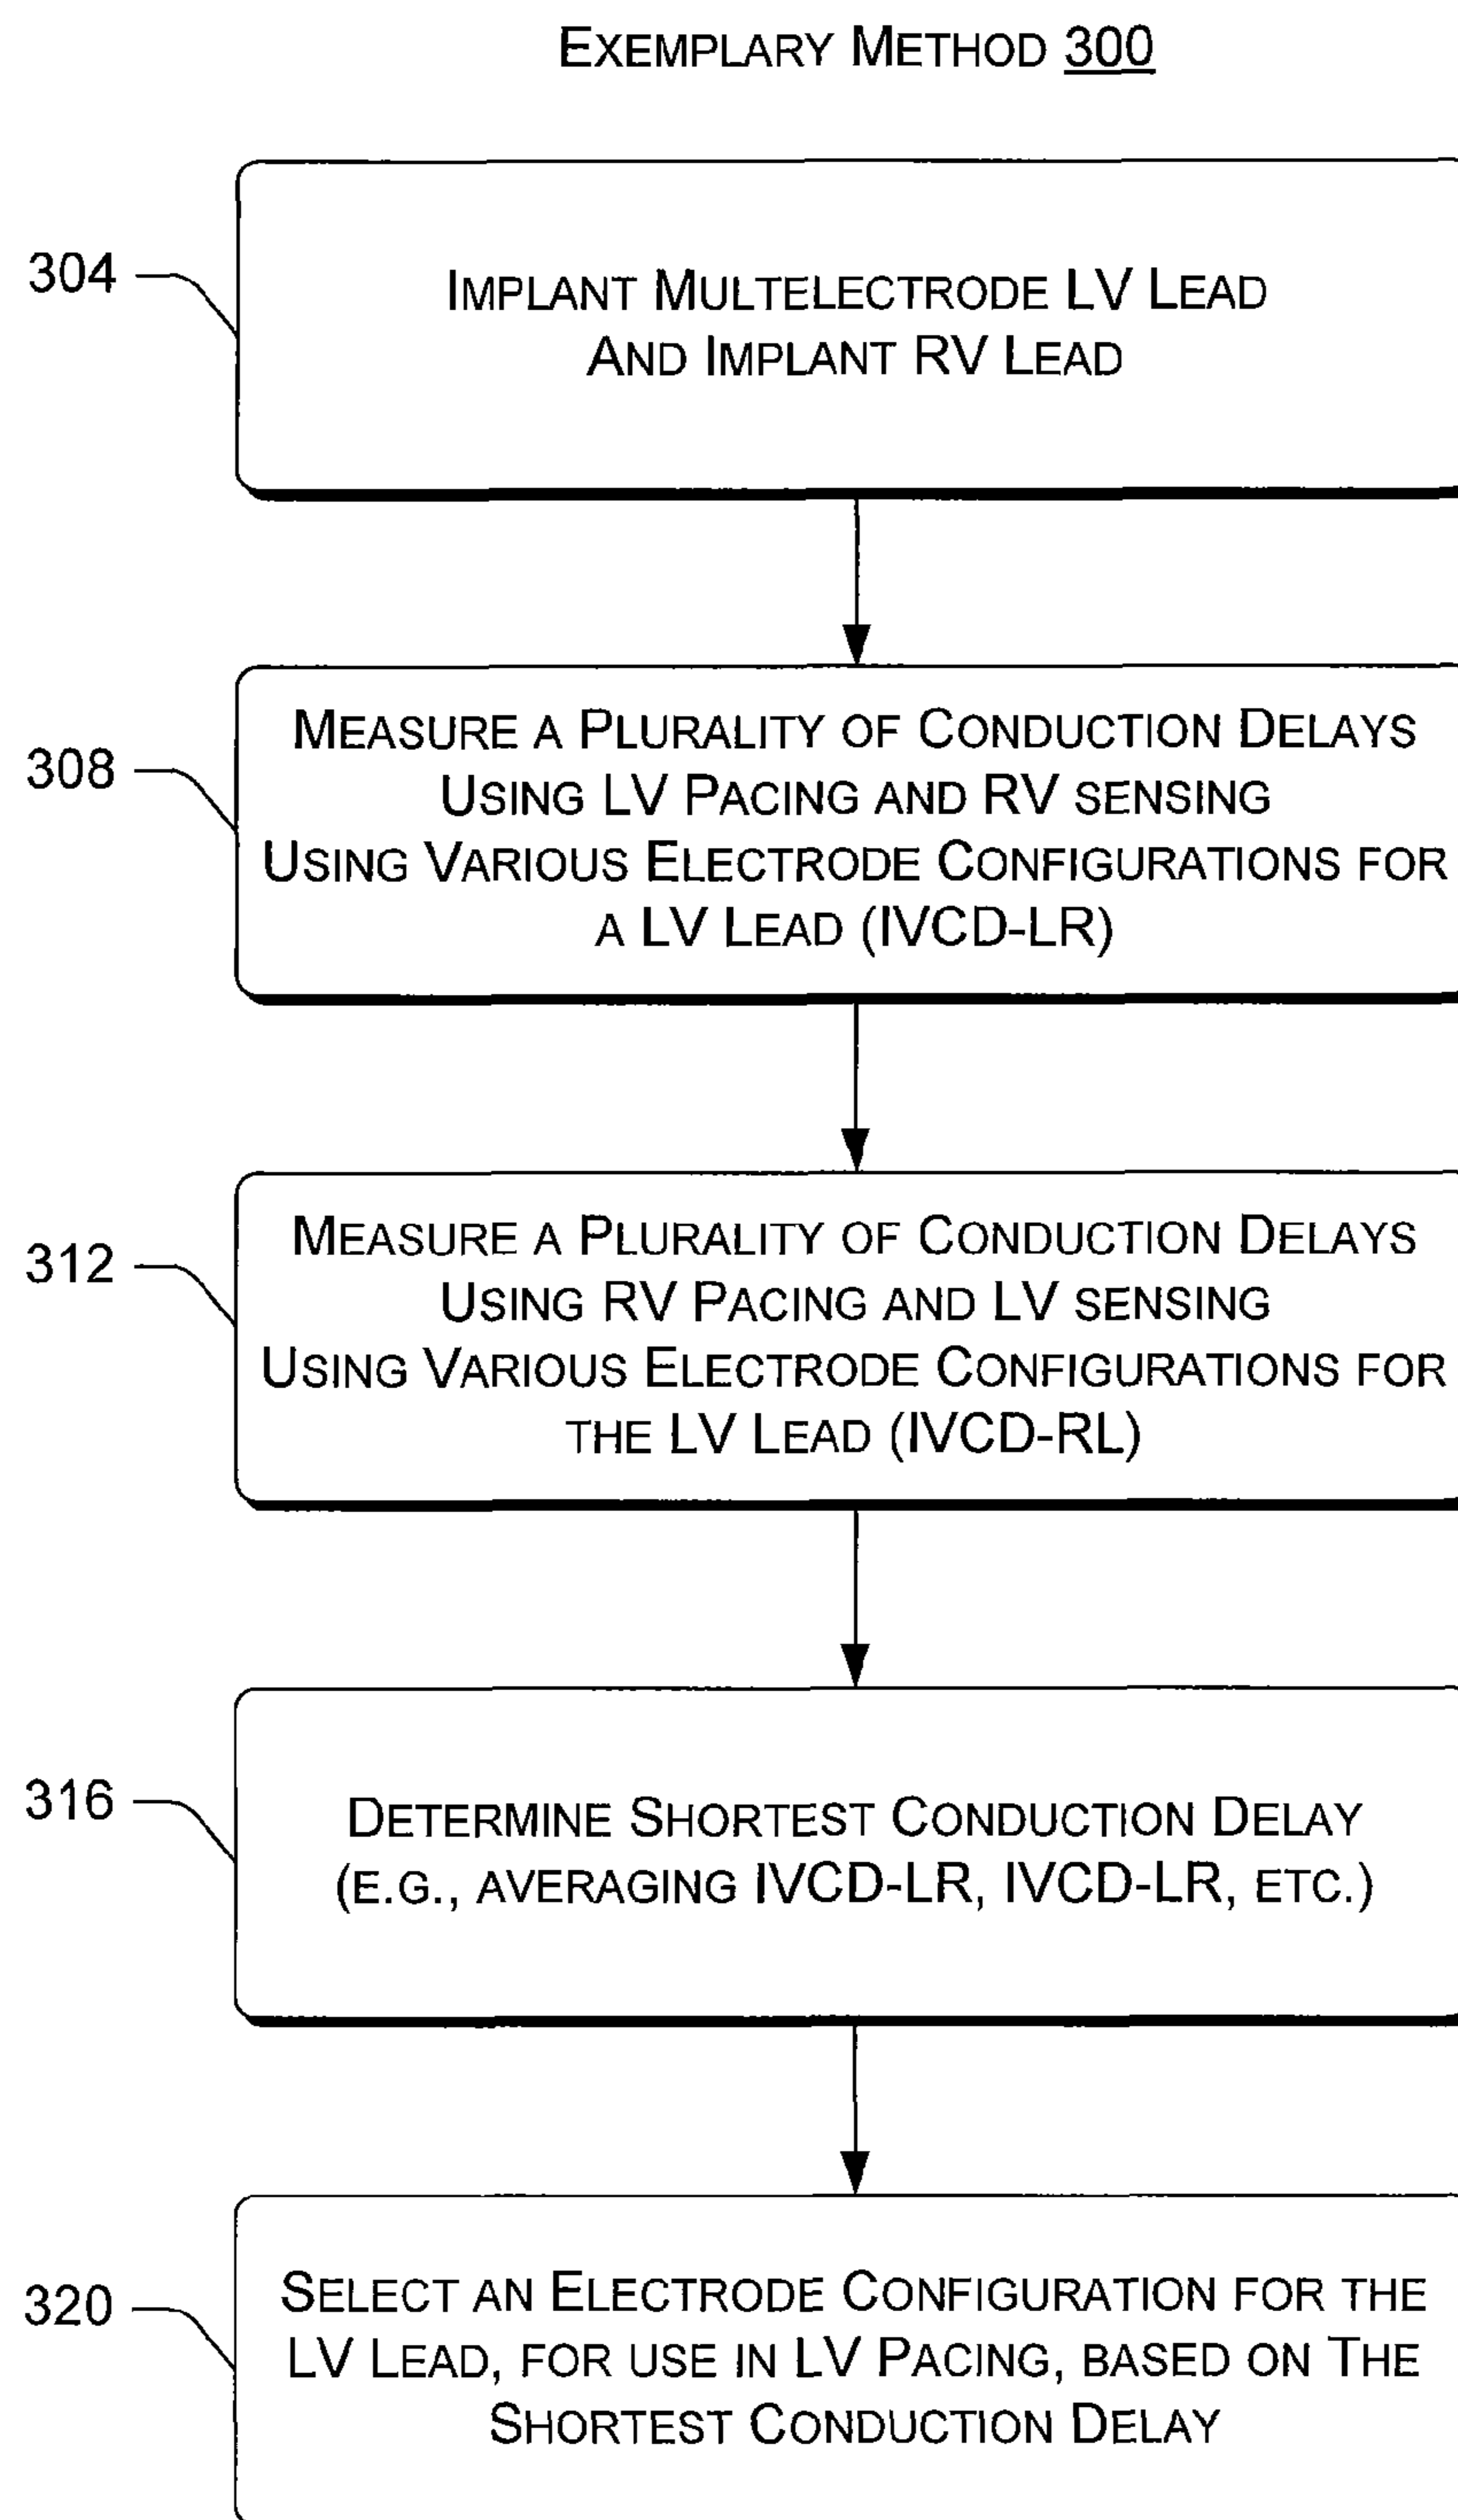 EXEMPLARY METHOD 300
304
IMPLANT MULTELECTRODE LV LEAD
AND IMPLANT RV LEAD
308
MEASURE A PLURALITY OF CONDUCTION DELAYS
USING LV PACING AND RV SENSING
USING VARIOUS ELECTRODE CONFIGURATIONS FOR
A LV LEAD (IVCD-LR)
312
MEASURE A PLURALITY OF CONDUCTION DELAYS
USING RV PACING AND LV SENSING
USING VARIOUS ELECTRODE CONFIGURATIONS FOR
THE LV LEAD (IVCD-RL)
316
DETERMINE SHORTEST CONDUCTION DELAY
(E.G., AVERAGING IVCD-LR, IVCD-LR, ETC.)
320
SELECT AN ELECTRODE CONFIGURATION FOR THE
LV LEAD, FOR USE IN LV PACING, BASED ON THE
SHORTEST CONDUCTION DELAY